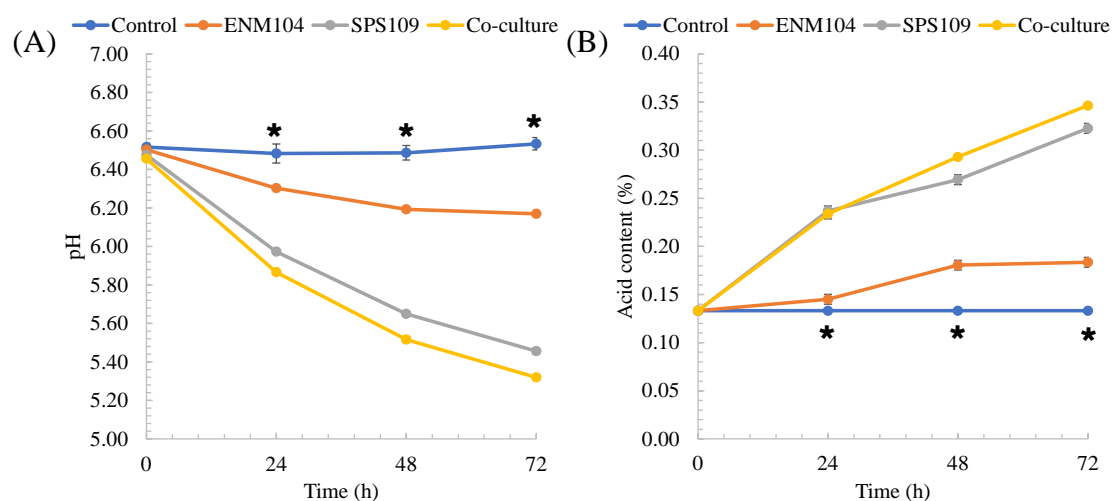 (A)
Control ENM104 SPS109 Co-culture
7.00
6.80
6.60
6.40
6.20
6.00
5.80
5.60
5.40
5.20
5.00
pH
* * *
0 24 48 72
Time (h)
(B)
Control ENM104 SPS109 Co-culture
0.40
0.35
0.30
0.25
0.20
0.15
0.10
0.05
0.00
Acid content (%)
* * *
0 24 48 72
Time (h)